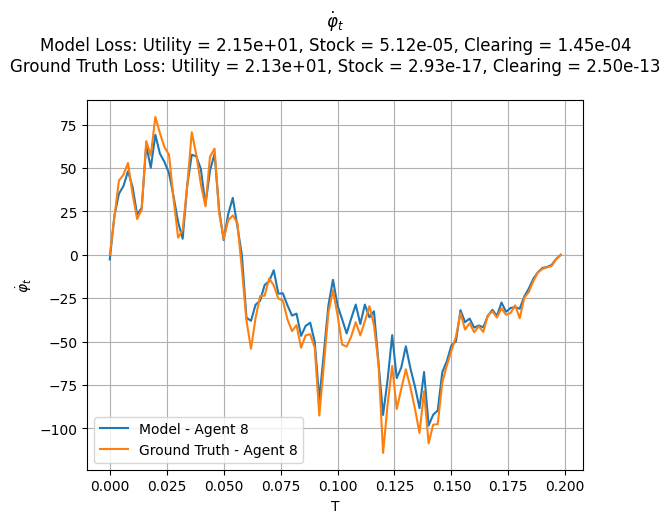 φ̇ₜ
Model Loss: Utility = 2.15e+01, Stock = 5.12e-05, Clearing = 1.45e-04
Ground Truth Loss: Utility = 2.13e+01, Stock = 2.93e-17, Clearing = 2.50e-13
75
50
25
0
−25
−50
−75
−100
φ̇ₜ
Model - Agent 8
Ground Truth - Agent 8
0.000 0.025 0.050 0.075 0.100 0.125 0.150 0.175 0.200
T